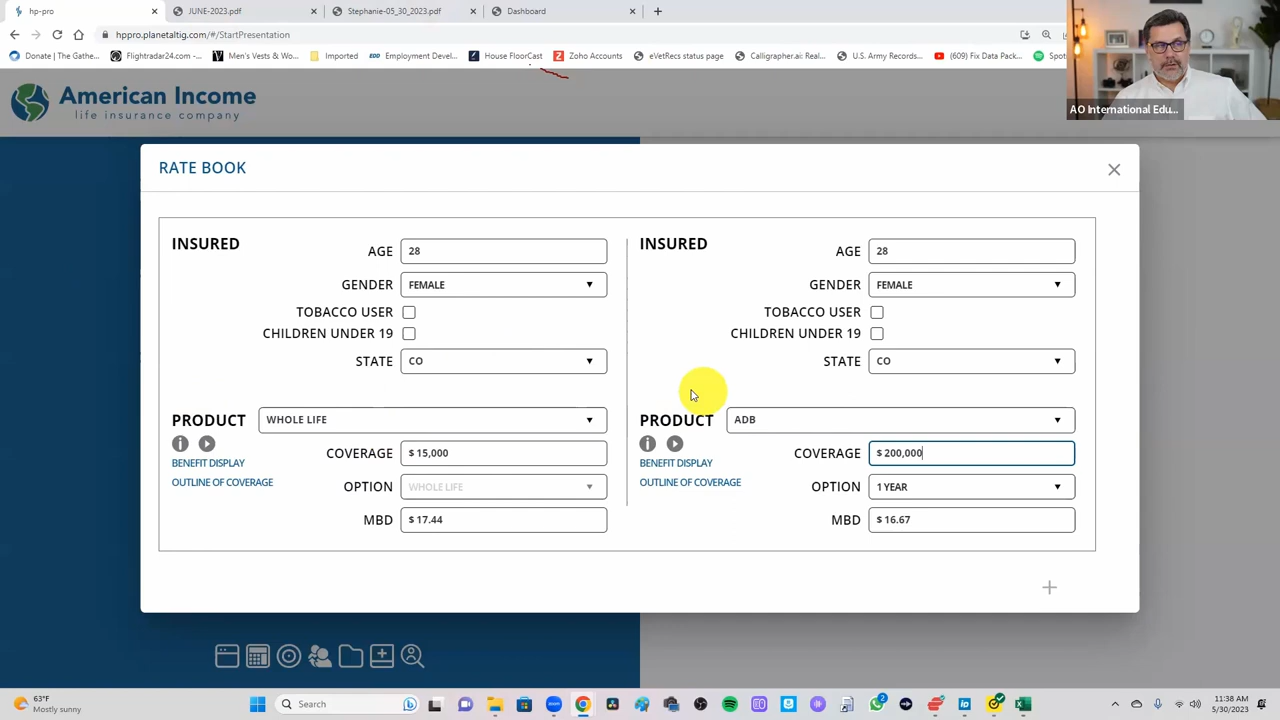 hp-pro
JUNE-2023.pdf
Stephanie-05_30_2023.pdf
Dashboard
hppro.planetaltig.com/#/StartPresentation
Donate | The Gathe...
Flightradar24.com -...
Men's Vests & Wo...
Imported
EDD
Employment Devel...
House FloorCast
Zoho Accounts
eVetRecs status page
Calligrapher.ai: Real...
U.S. Army Records...
(609) Fix Data Pack...
Spot
AO International Edu...
American Income
life insurance company
RATE BOOK
INSURED
AGE 28
GENDER FEMALE
TOBACCO USER
CHILDREN UNDER 19
STATE CO
PRODUCT WHOLE LIFE
BENEFIT DISPLAY
OUTLINE OF COVERAGE
COVERAGE $ 15,000
OPTION WHOLE LIFE
MBD $ 17.44
INSURED
AGE 28
GENDER FEMALE
TOBACCO USER
CHILDREN UNDER 19
STATE CO
PRODUCT ADB
BENEFIT DISPLAY
OUTLINE OF COVERAGE
COVERAGE $ 200,000
OPTION 1 YEAR
MBD $ 16.67
63°F
Mostly sunny
Search
2
11:38 AM
5/30/2023